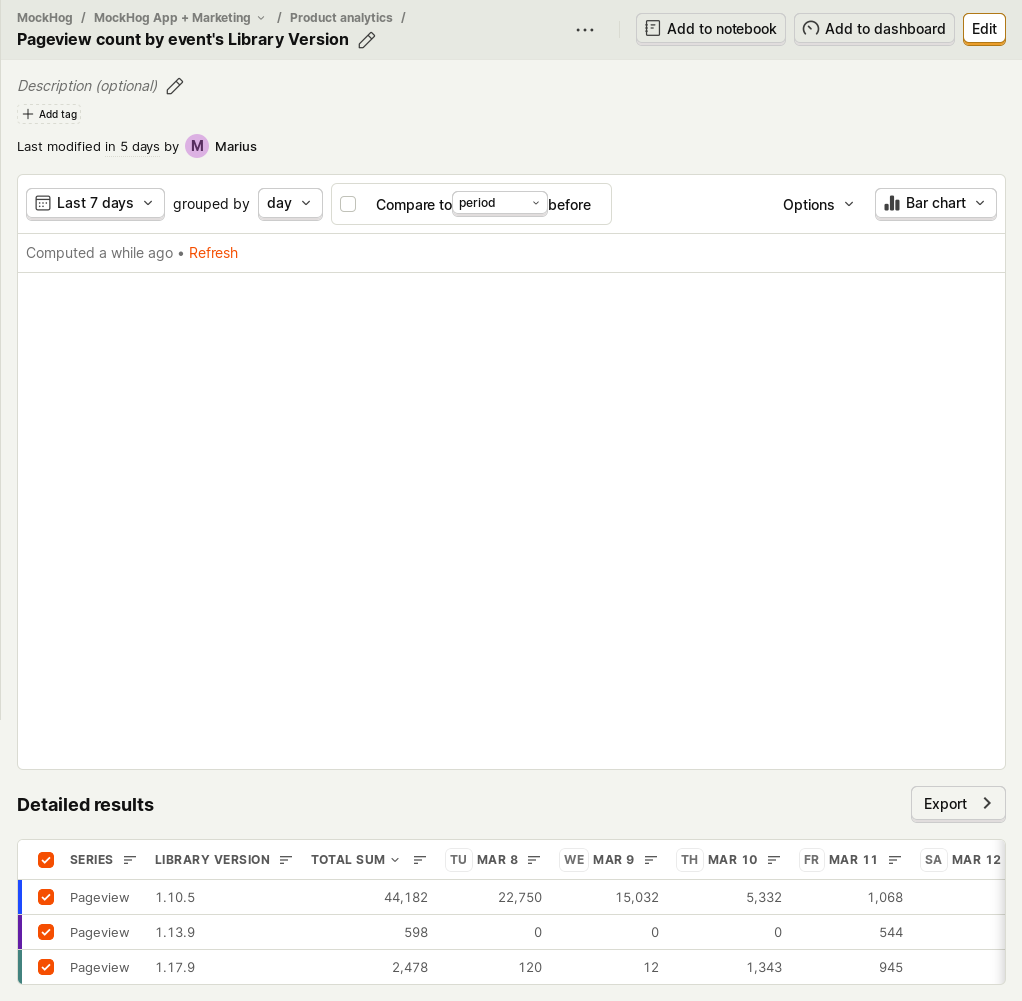 MockHog / MockHog App + Marketing / Product analytics /
Pageview count by event's Library Version
Add to notebook
Add to dashboard
Edit
Description (optional)
Add tag
Last modified in 5 days by M Marius
Last 7 days grouped by day Compare to period before Options Bar chart
Computed a while ago • Refresh
Detailed results
Export
SERIES LIBRARY VERSION TOTAL SUM TU MAR 8 WE MAR 9 TH MAR 10 FR MAR 11 SA MAR 12
Pageview 1.10.5 44,182 22,750 15,032 5,332 1,068
Pageview 1.13.9 598 0 0 0 544
Pageview 1.17.9 2,478 120 12 1,343 945